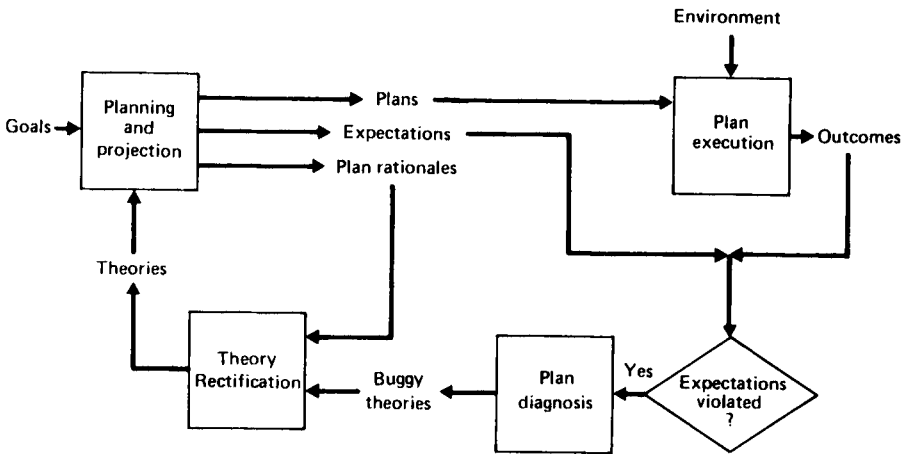 Environment
Goals
Planning
and
projection
Plans
Expectations
Plan rationales
Plan
execution
Outcomes
Theories
Theory
Rectification
Buggy
theories
Plan
diagnosis
Yes
Expectations
violated
?